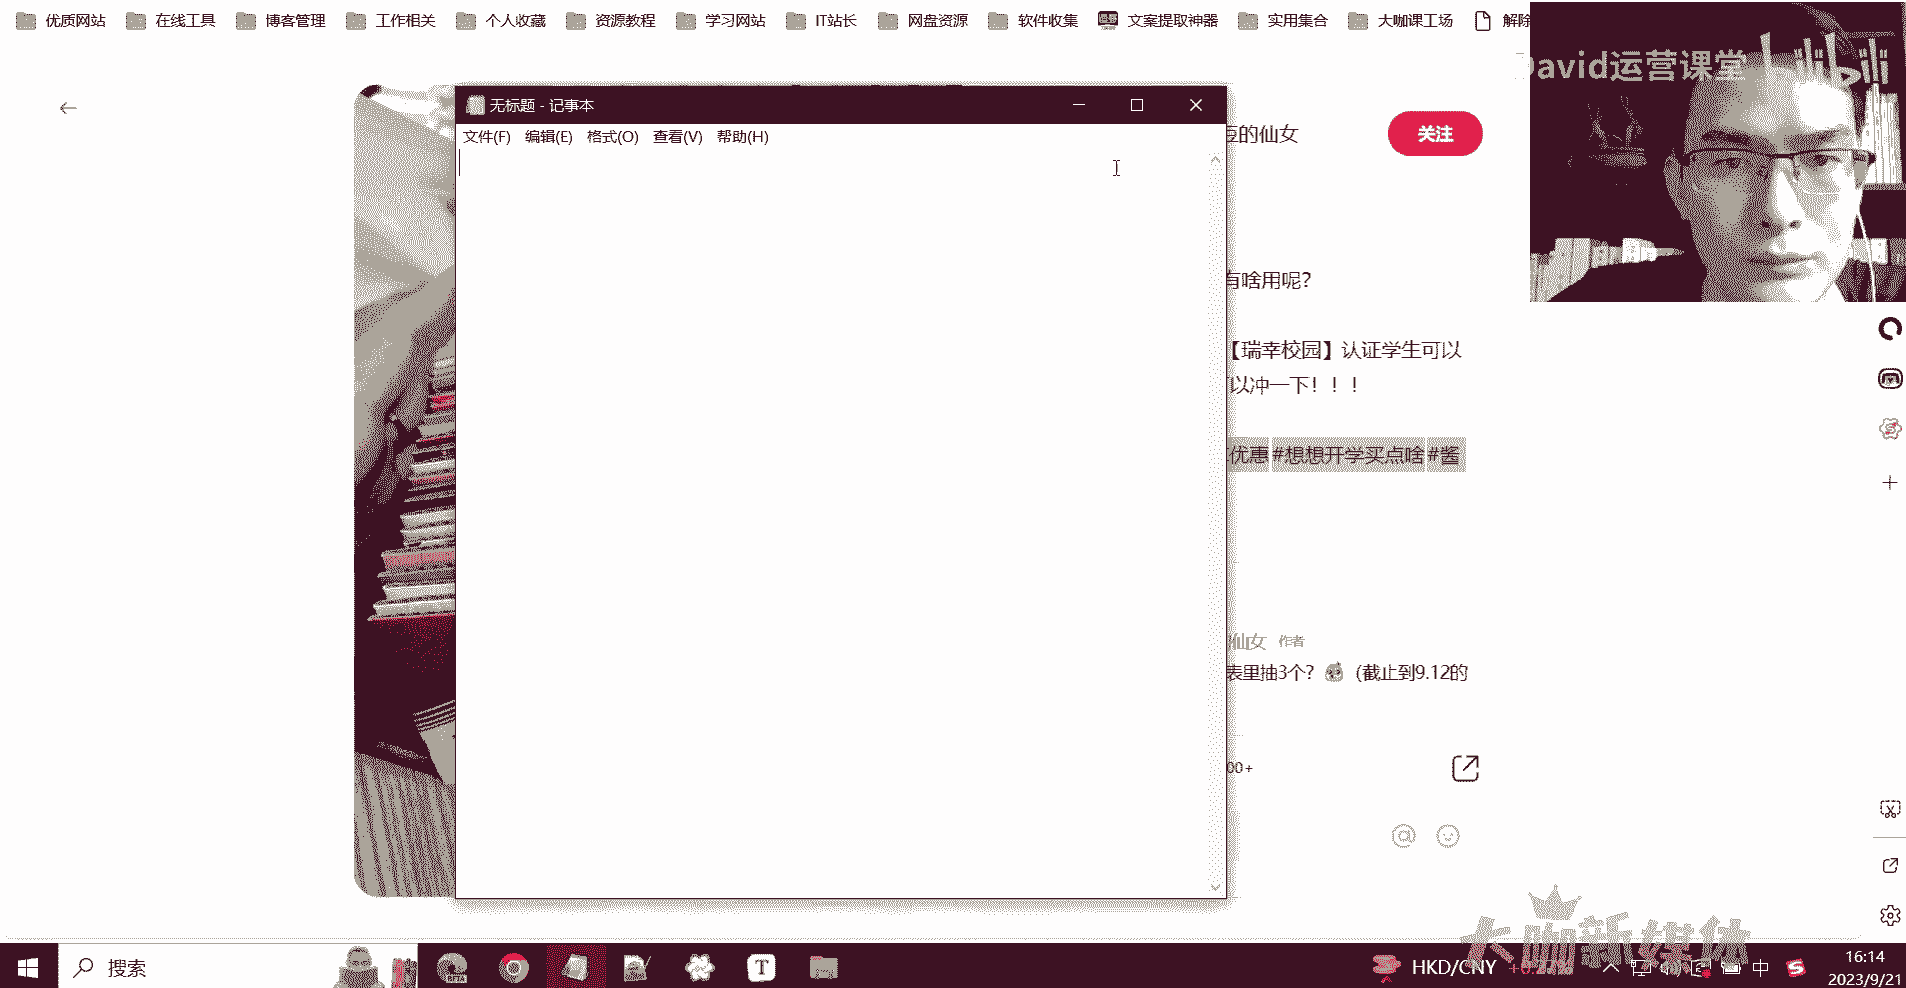 优质网站 在线工具 博客管理 工作相关 个人收藏 资源教程 学习网站 IT站长 网盘资源 软件收集 文案提取神器 实用集合 大咖课工场 解除
David运营课堂 bilibili
无标题 - 记事本
文件(F) 编辑(E) 格式(O) 查看(V) 帮助(H)
的仙女
关注
有啥用呢？
【瑞幸校园】认证学生可以
以冲一下！！！
优惠 #想想开学买点啥 #酱
仙女 作者
表里抽3个？ (截止到9.12的
00+
大咖新媒体
搜索
BETA
T
HKD/CNY
中
16:14
2023/9/21